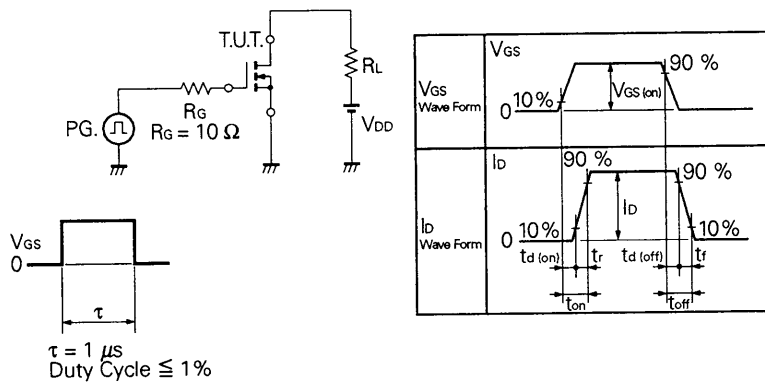 T.U.T.
RL
RG
RG = 10 Ω
PG.
VDD
VGS
0
τ
τ = 1 μs
Duty Cycle ≦ 1%
VGS
Wave Form
VGS
90 %
VGS (on)
10%
0
ID
Wave Form
ID
90 %
90 %
ID
10%
0
10%
td (on)
tr
td (off)
tf
ton
toff